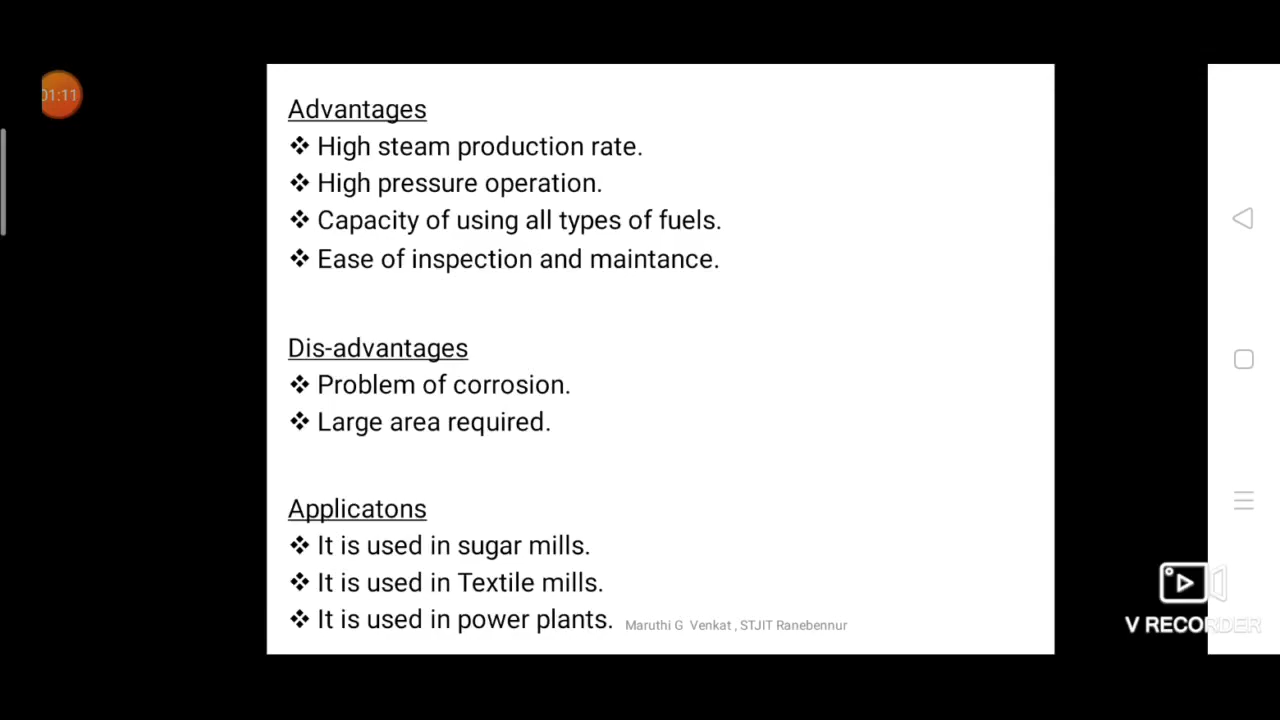 01:11
Advantages
❖ High steam production rate.
❖ High pressure operation.
❖ Capacity of using all types of fuels.
❖ Ease of inspection and maintance.
Dis-advantages
❖ Problem of corrosion.
❖ Large area required.
Applicatons
❖ It is used in sugar mills.
❖ It is used in Textile mills.
❖ It is used in power plants.
Maruthi G Venkat , STJIT Ranebennur
V RECORDER